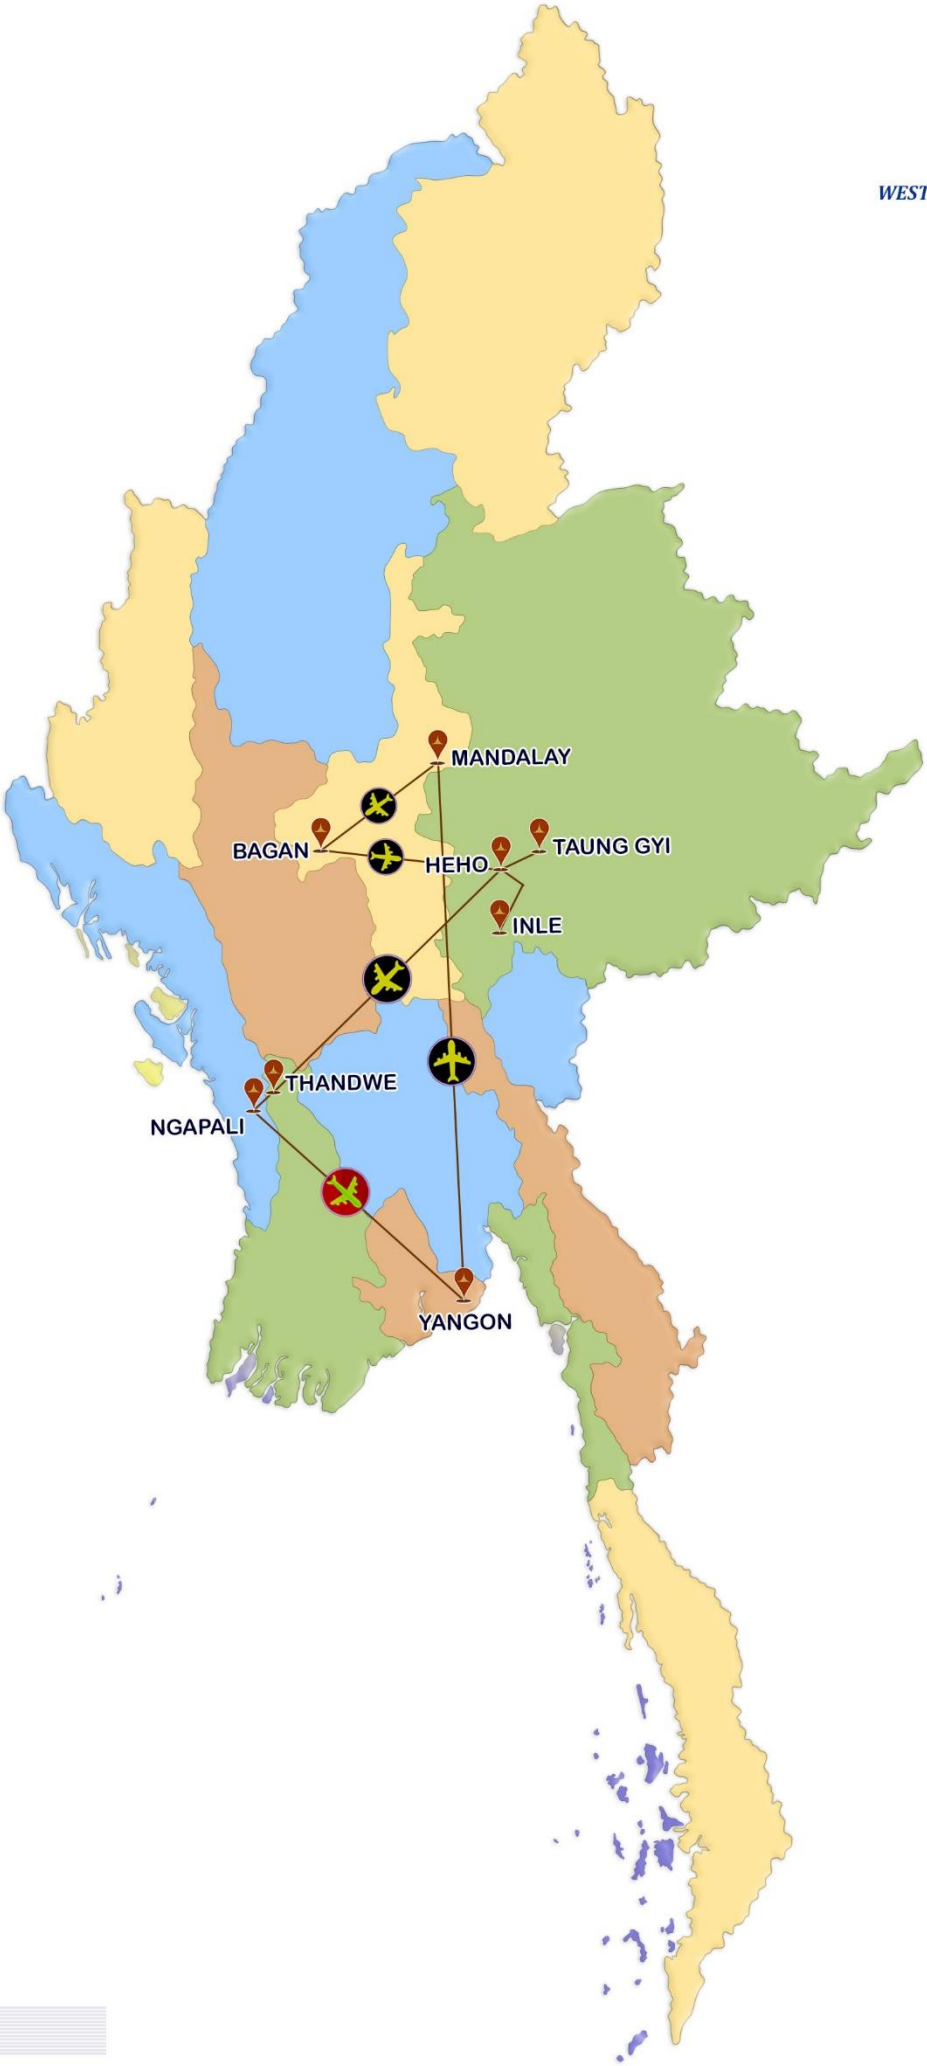 WEST
MANDALAY
BAGAN
HEHO
TAUNG GYI
INLE
THANDWE
NGAPALI
YANGON